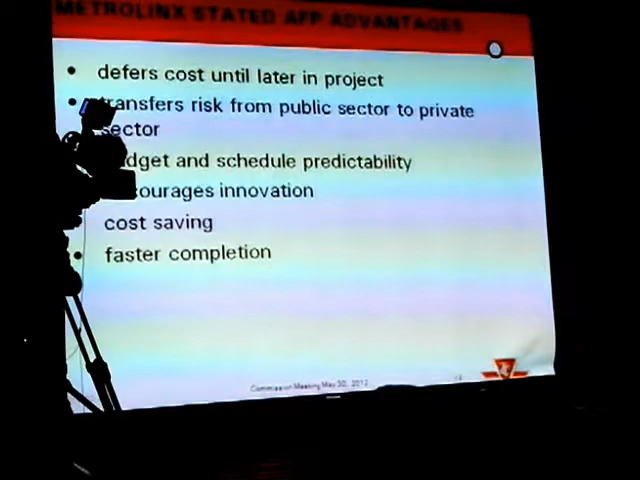 METROLINX STATED AFP ADVANTAGES
• defers cost until later in project
• transfers risk from public sector to private
sector
dget and schedule predictability
courages innovation
cost saving
• faster completion
Commission Meeting May 30, 2012